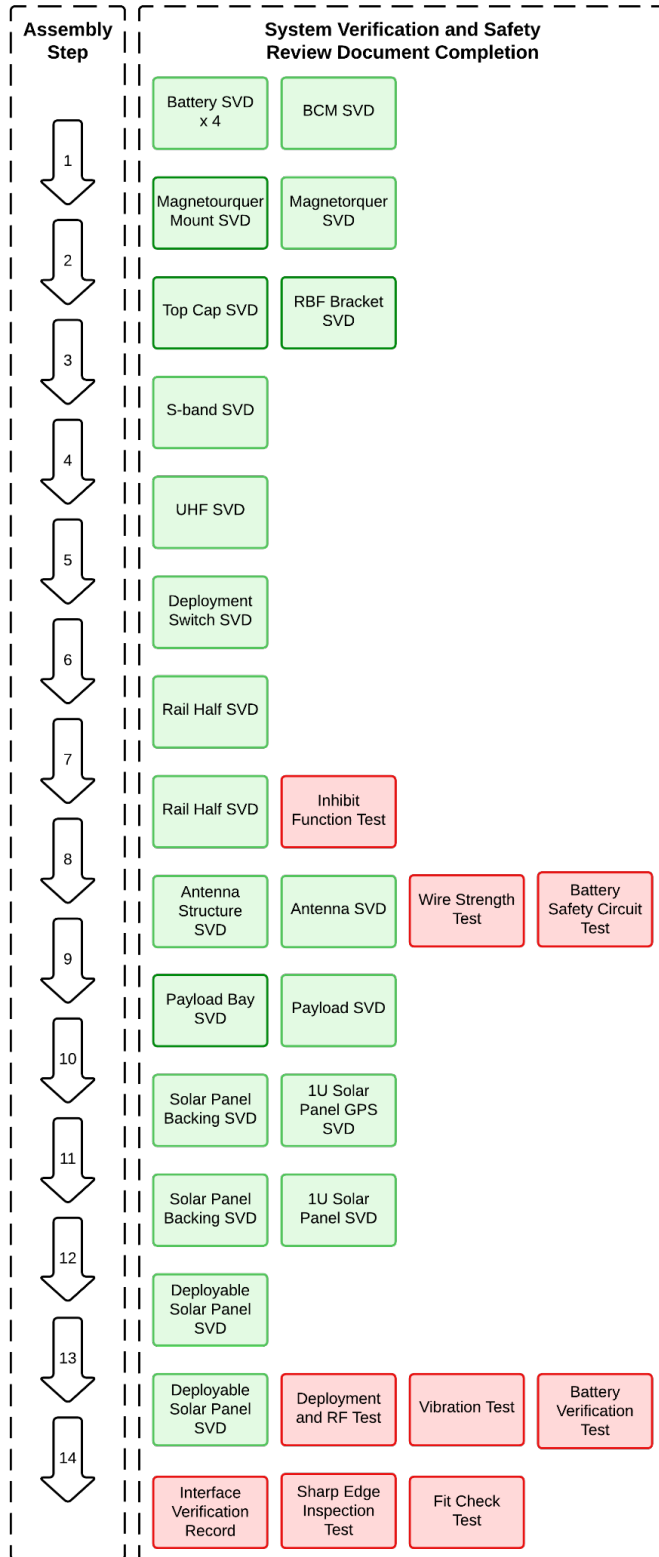 Assembly
Step
System Verification and Safety
Review Document Completion
Battery SVD
x 4
BCM SVD
1
Magnetourquer
Mount SVD
Magnetorquer
SVD
2
Top Cap SVD
RBF Bracket
SVD
3
S-band SVD
4
UHF SVD
5
Deployment
Switch SVD
6
Rail Half SVD
7
Rail Half SVD
Inhibit
Function Test
8
Antenna
Structure
SVD
Antenna SVD
Wire Strength
Test
Battery
Safety Circuit
Test
9
Payload Bay
SVD
Payload SVD
10
Solar Panel
Backing SVD
1U Solar
Panel GPS
SVD
11
Solar Panel
Backing SVD
1U Solar
Panel SVD
12
Deployable
Solar Panel
SVD
13
Deployable
Solar Panel
SVD
Deployment
and RF Test
Vibration Test
Battery
Verification
Test
14
Interface
Verification
Record
Sharp Edge
Inspection
Test
Fit Check
Test